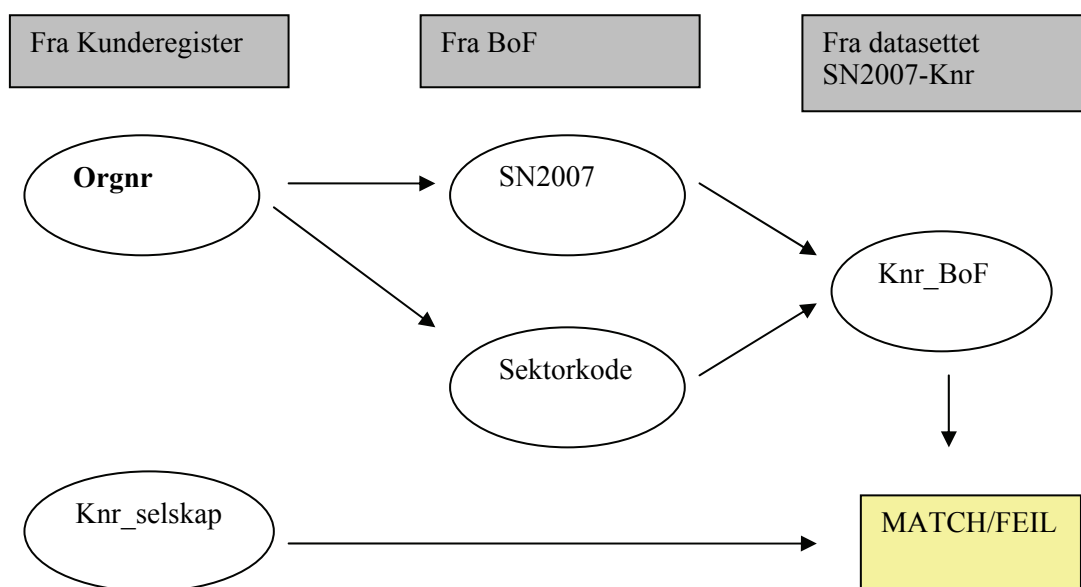 Fra Kunderegister
Fra BoF
Fra datasettet
SN2007-Knr
Orgnr
SN2007
Knr_BoF
Sektorkode
Knr_selskap
MATCH/FEIL